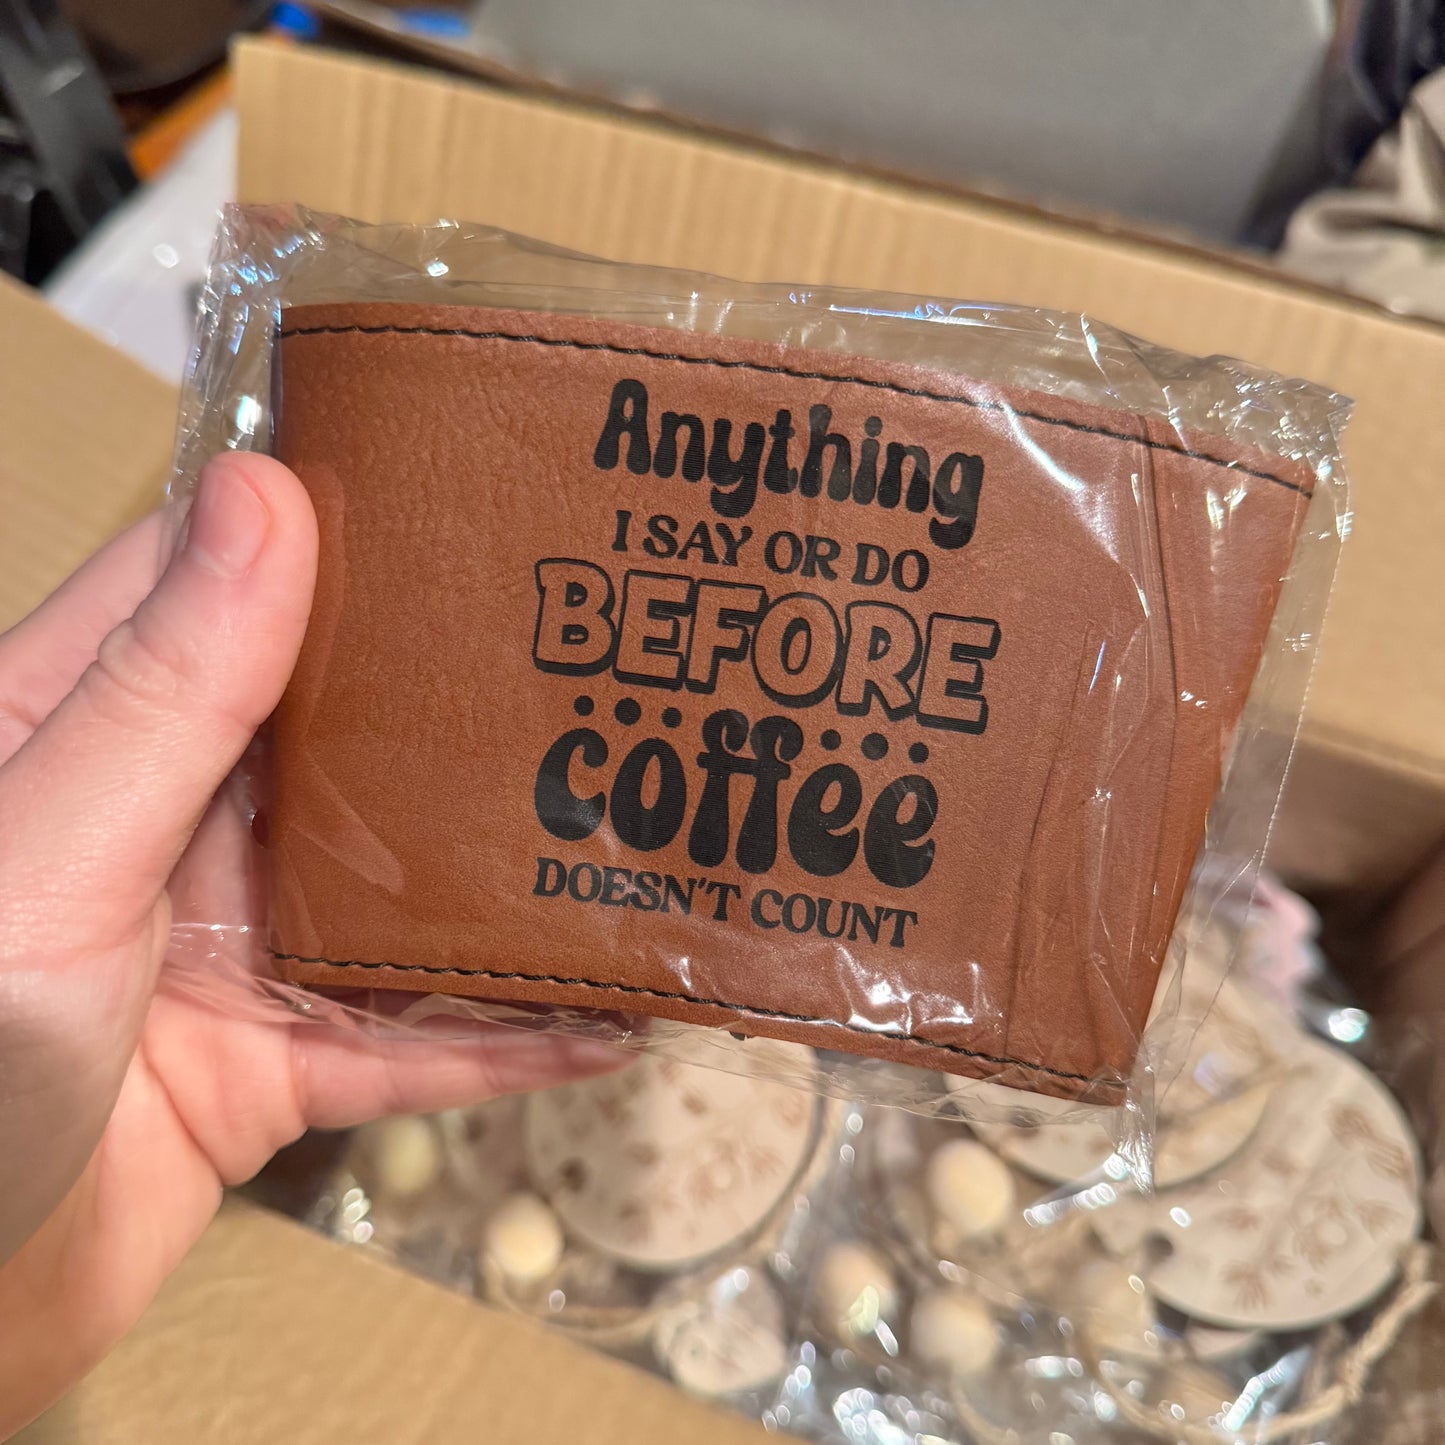 Anything
I SAY OR DO
BEFORE
coffee
DOESN'T COUNT